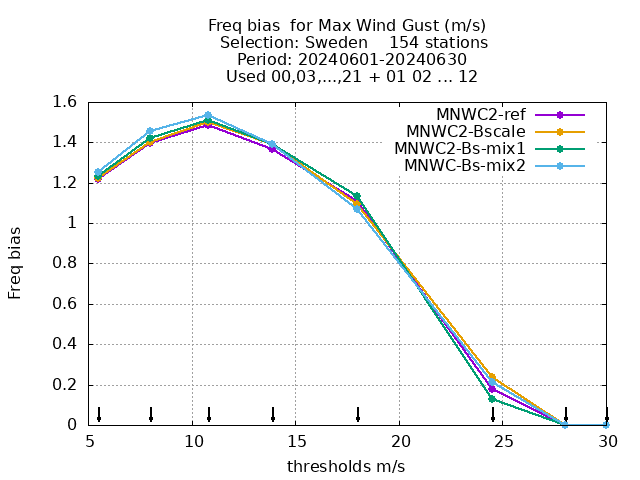 Freq bias  for Max Wind Gust (m/s)
Selection: Sweden    154 stations
Period: 20240601-20240630
Used 00,03,...,21 + 01 02 ... 12
MNWC2-ref
MNWC2-Bscale
MNWC2-Bs-mix1
MNWC-Bs-mix2
1.6
1.4
1.2
1
0.8
0.6
0.4
0.2
0
Freq bias
5 10 15 20 25 30
thresholds m/s